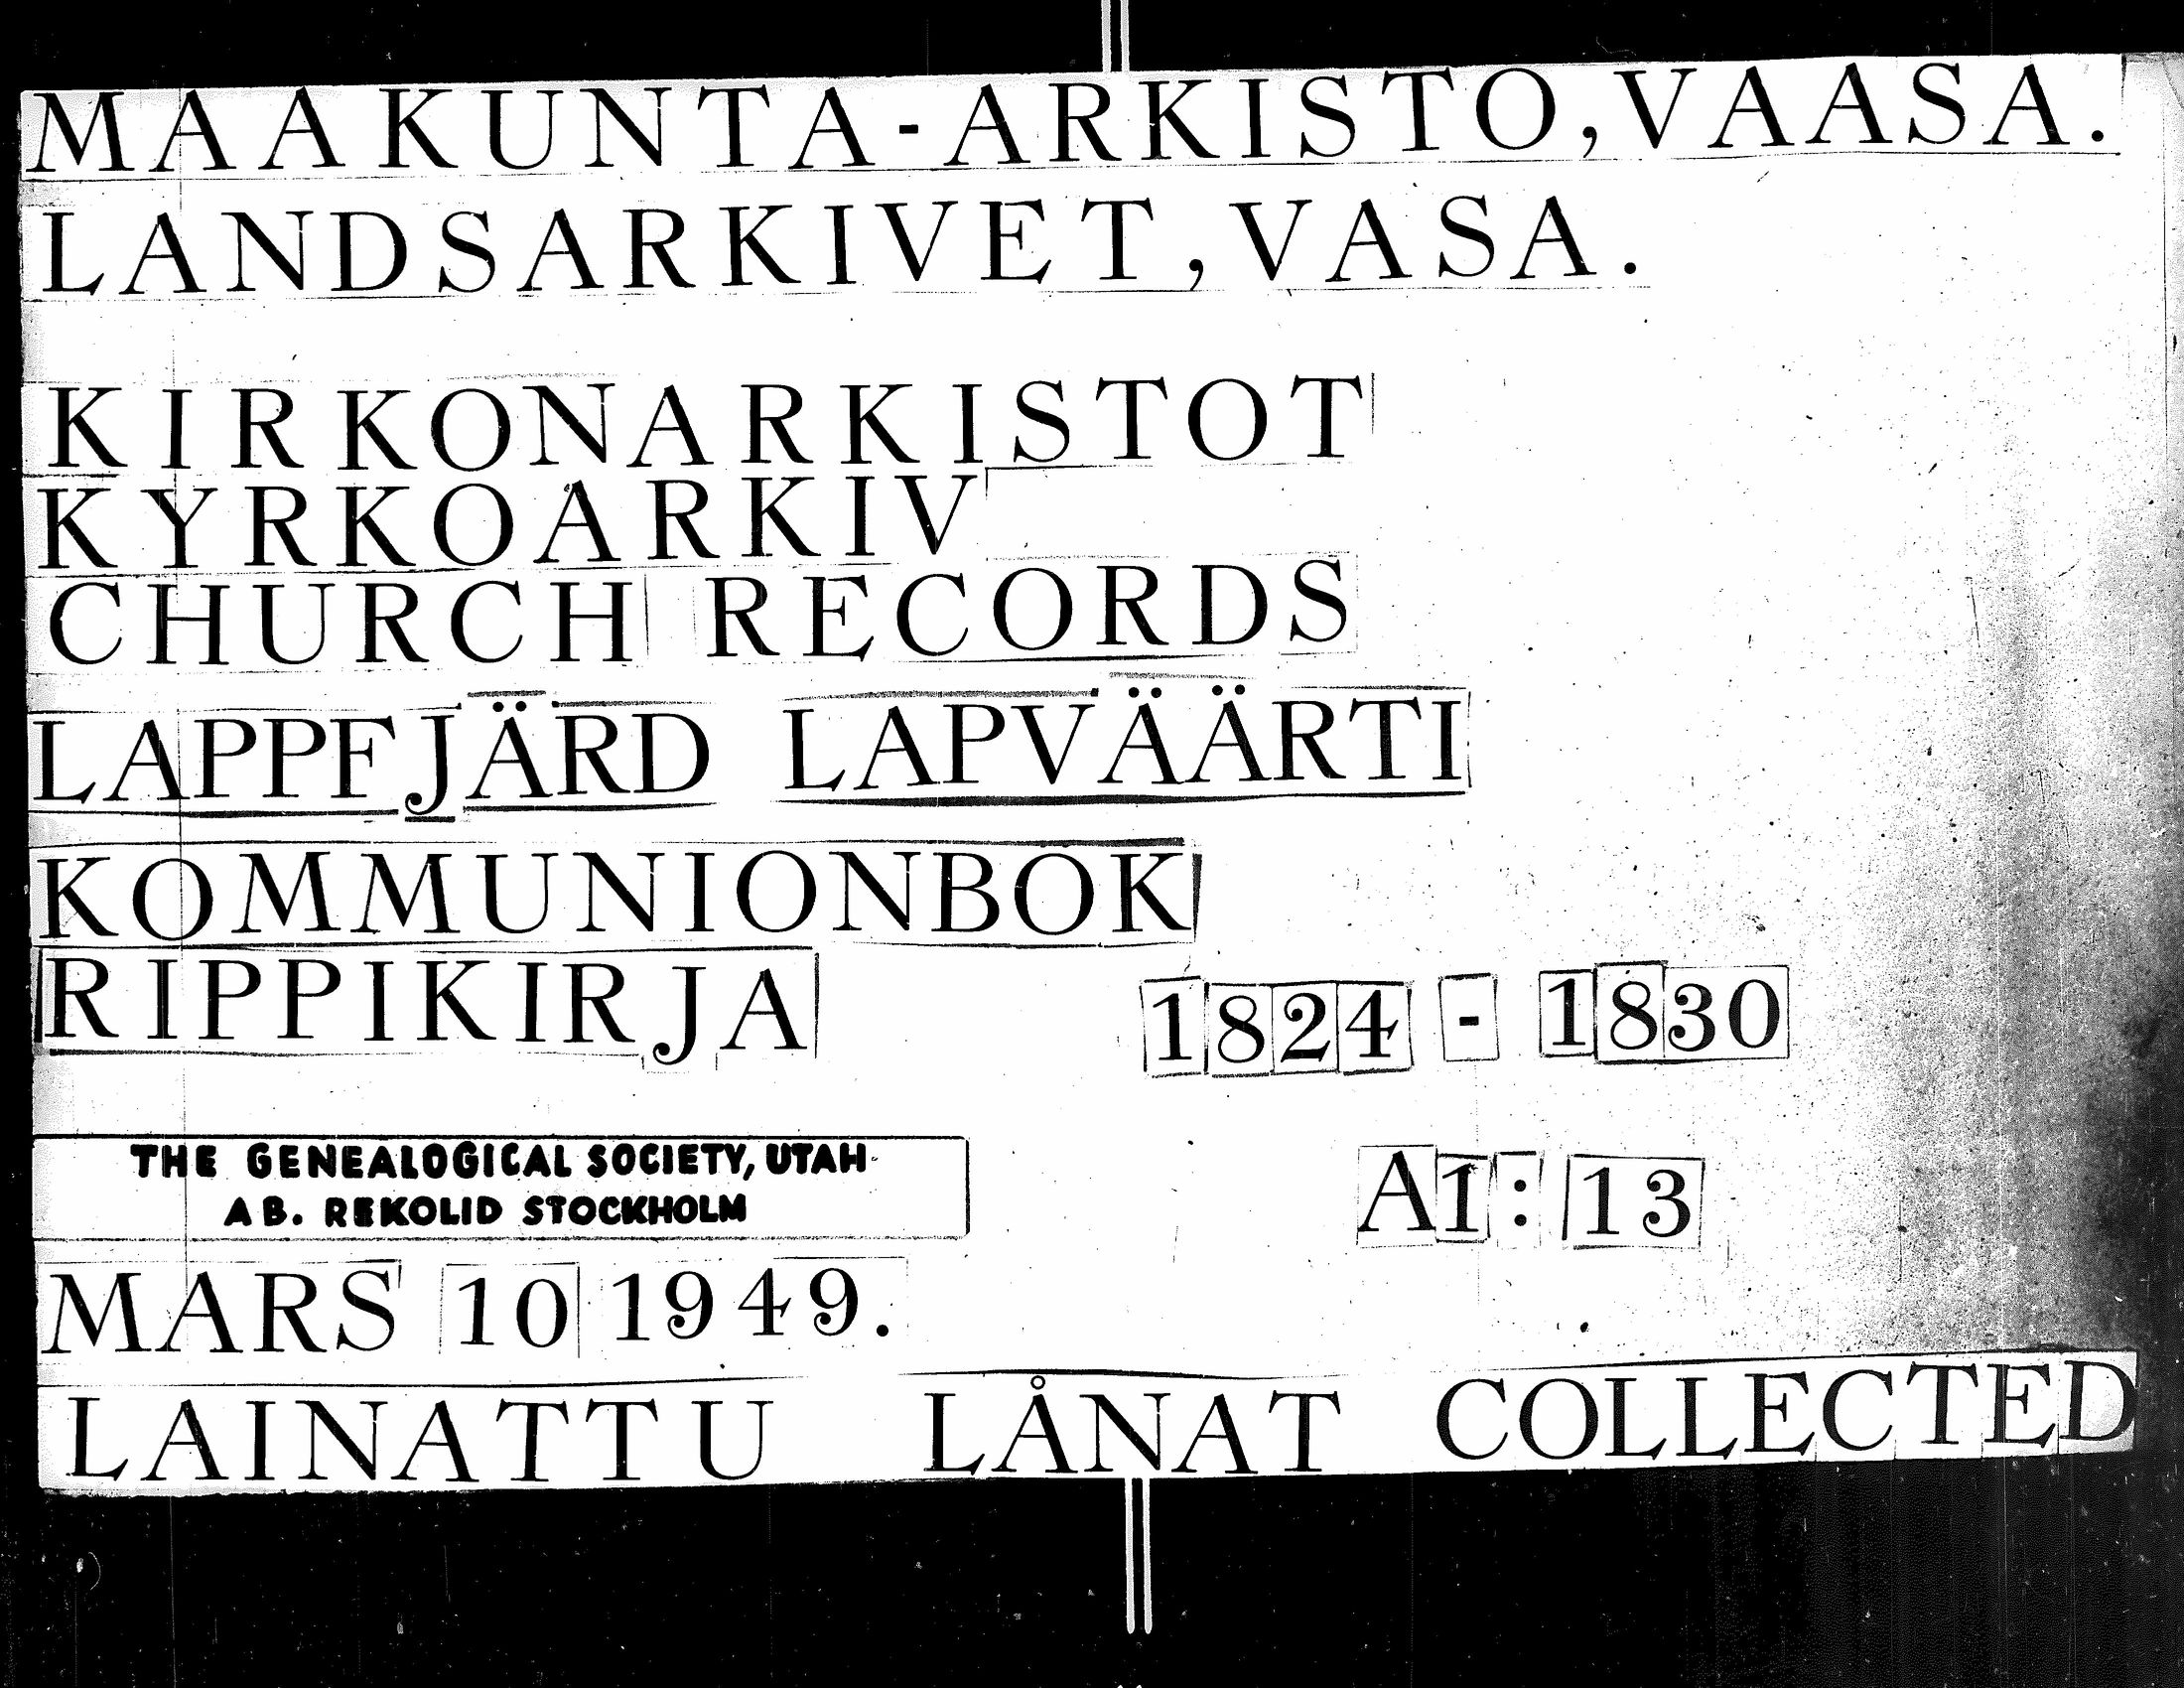 MAAKUNTA-ARKISTO, VAASA.
LANDSARKIVET, VASA.
KIRKONARKISTOT
KYRKOARKIV
CHURCH RECORDS
LAPPFJÄRD LAPVÄÄRTI
KOMMUNIONBOK
RIPPIKIRJA 1824 - 1830
THE GENEALOGICAL SOCIETY, UTAH
AB. REKOLID STOCKHOLM
A1: 13
MARS 10 1949.
LAINATTU LÅNAT COLLECTED